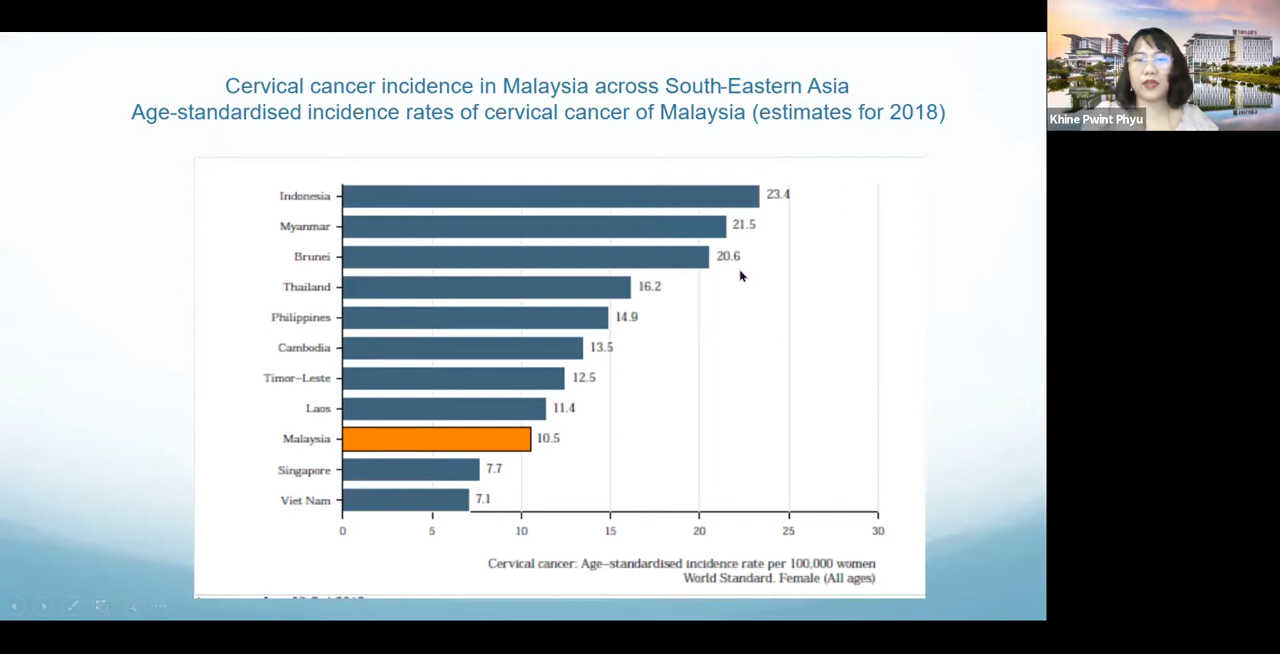 Cervical cancer incidence in Malaysia across South-Eastern Asia
Age-standardised incidence rates of cervical cancer of Malaysia (estimates for 2018)
Indonesia 23.4
Myanmar 21.5
Brunei 20.6
Thailand 16.2
Philippines 14.9
Cambodia 13.5
Timor–Leste 12.5
Laos 11.4
Malaysia 10.5
Singapore 7.7
Viet Nam 7.1
0 5 10 15 20 25 30
Cervical cancer: Age–standardised incidence rate per 100,000 women
World Standard. Female (All ages)
Khine Pwint Phyu